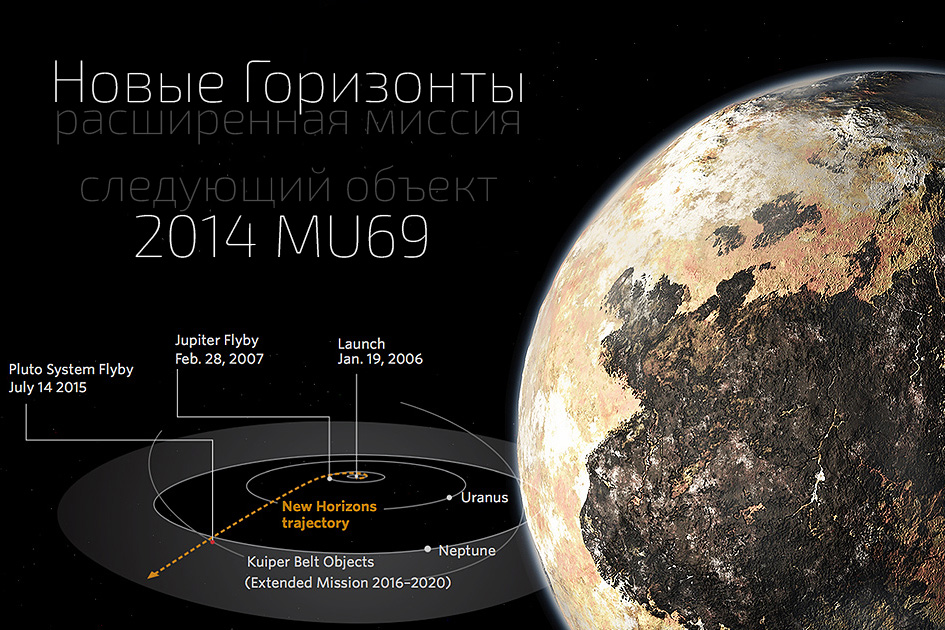 Новые Горизонты
расширенная миссия
следующий объект
2014 MU69
Jupiter Flyby
Feb. 28, 2007
Launch
Jan. 19, 2006
Pluto System Flyby
July 14 2015
Uranus
New Horizons
trajectory
Neptune
Kuiper Belt Objects
(Extended Mission 2016–2020)